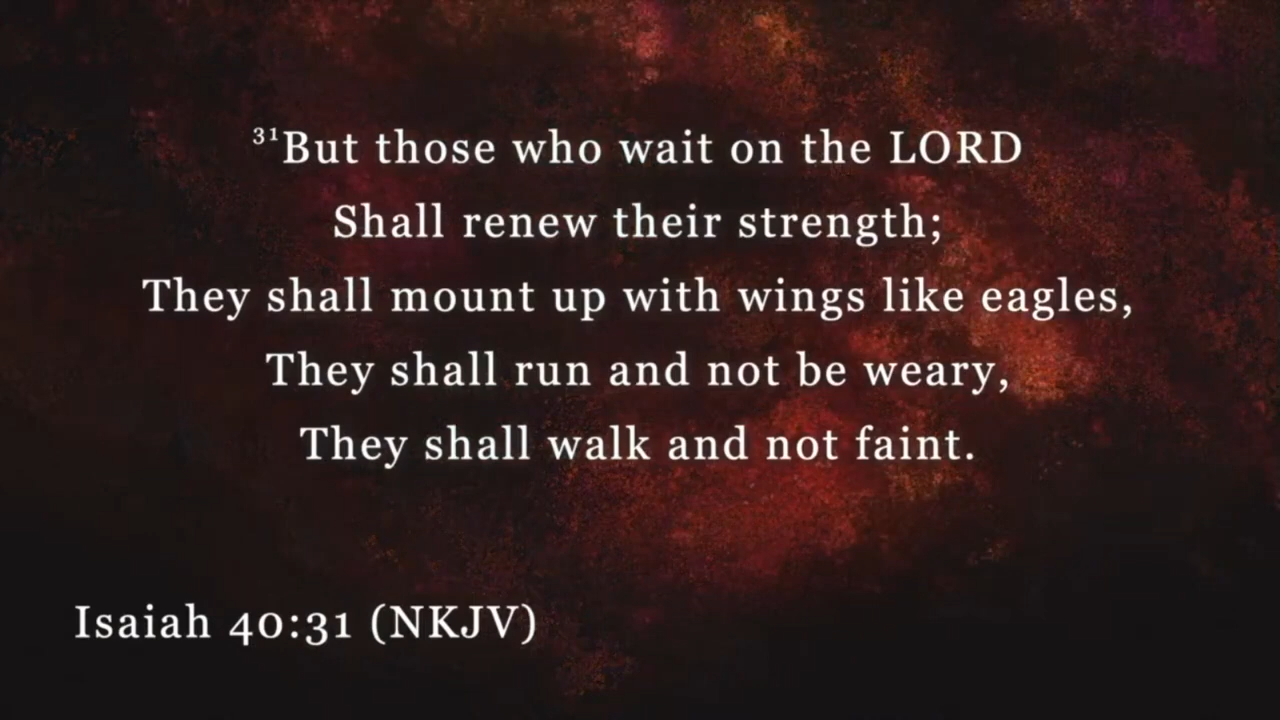 ³¹But those who wait on the LORD
Shall renew their strength;
They shall mount up with wings like eagles,
They shall run and not be weary,
They shall walk and not faint.
Isaiah 40:31 (NKJV)